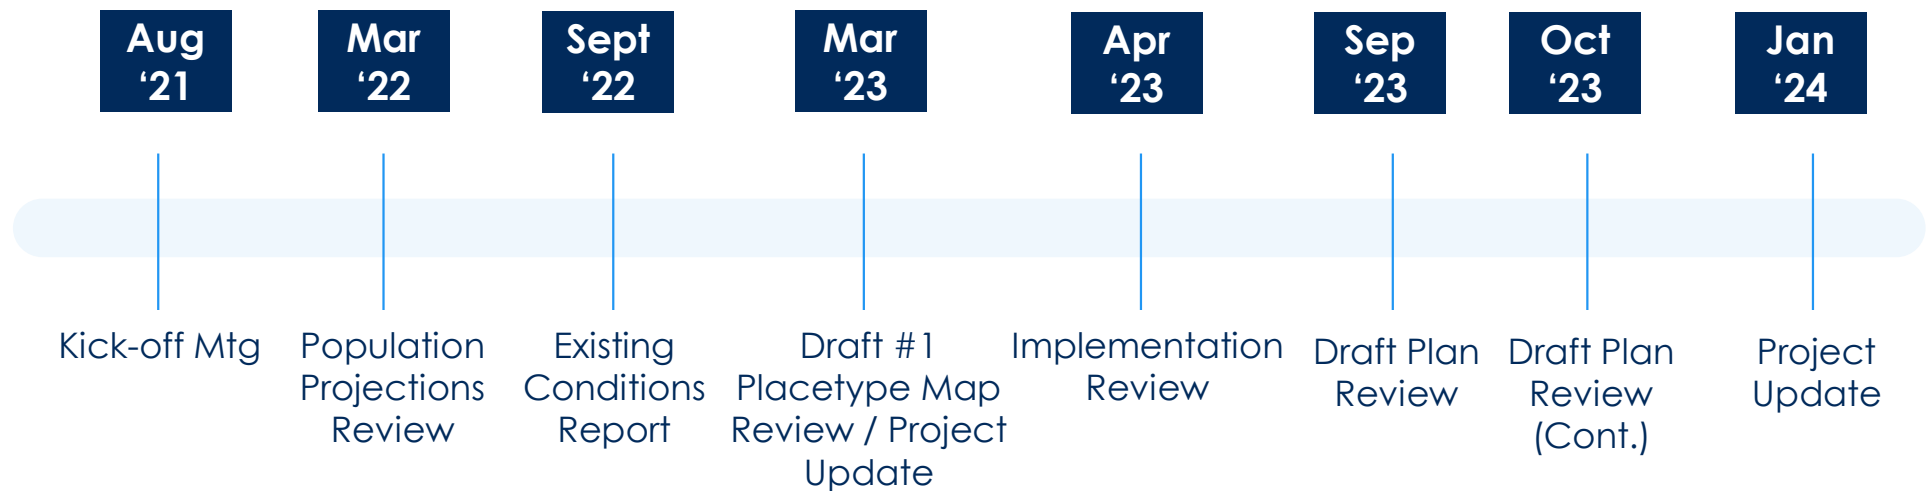 Aug
‘21
Mar
‘22
Sept
‘22
Mar
‘23
Apr
‘23
Sep
‘23
Oct
‘23
Jan
‘24
Kick-off Mtg
Population
Projections
Review
Existing
Conditions
Report
Draft #1
Placetype Map
Review / Project
Update
Implementation
Review
Draft Plan
Review
Draft Plan
Review
(Cont.)
Project
Update